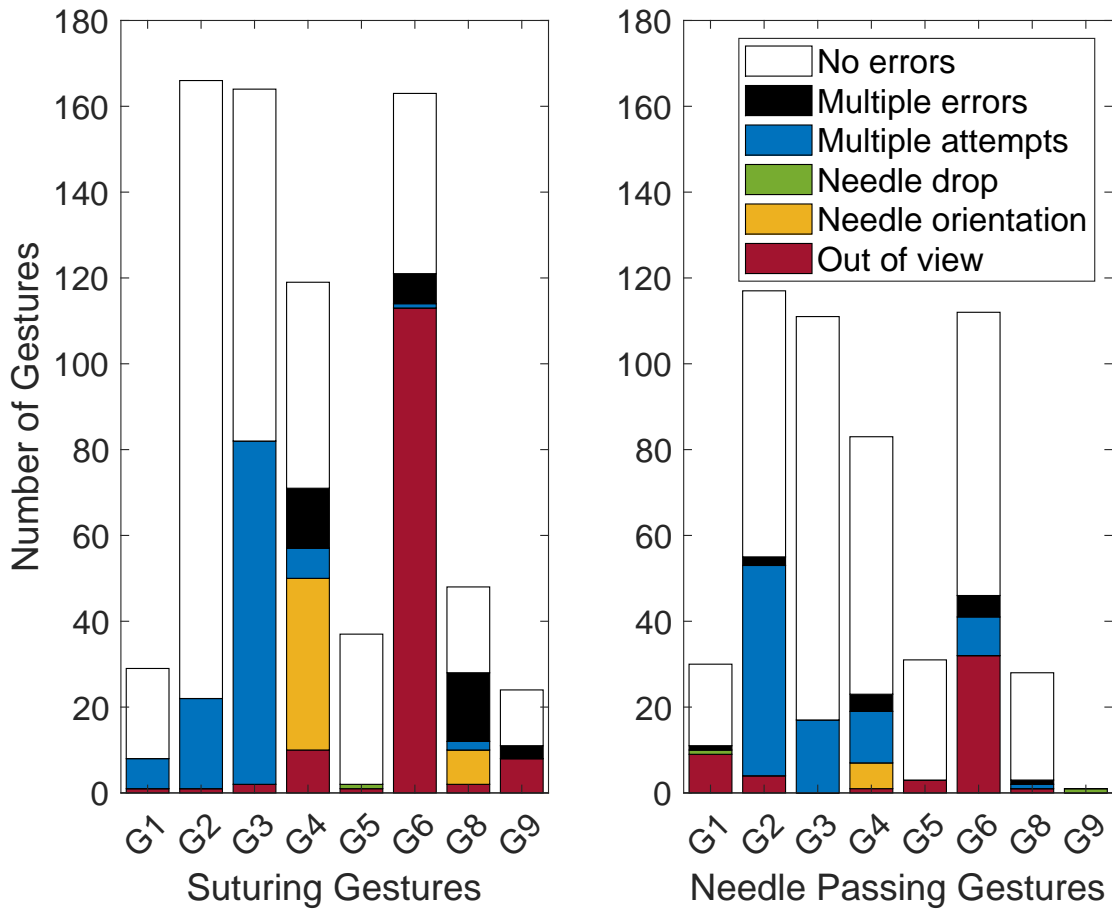 180
160
140
120
100
80
60
40
20
0
Number of Gestures
G1 G2 G3 G4 G5 G6 G8 G9
Suturing Gestures
180
160
140
120
100
80
60
40
20
0
No errors
Multiple errors
Multiple attempts
Needle drop
Needle orientation
Out of view
G1 G2 G3 G4 G5 G6 G8 G9
Needle Passing Gestures